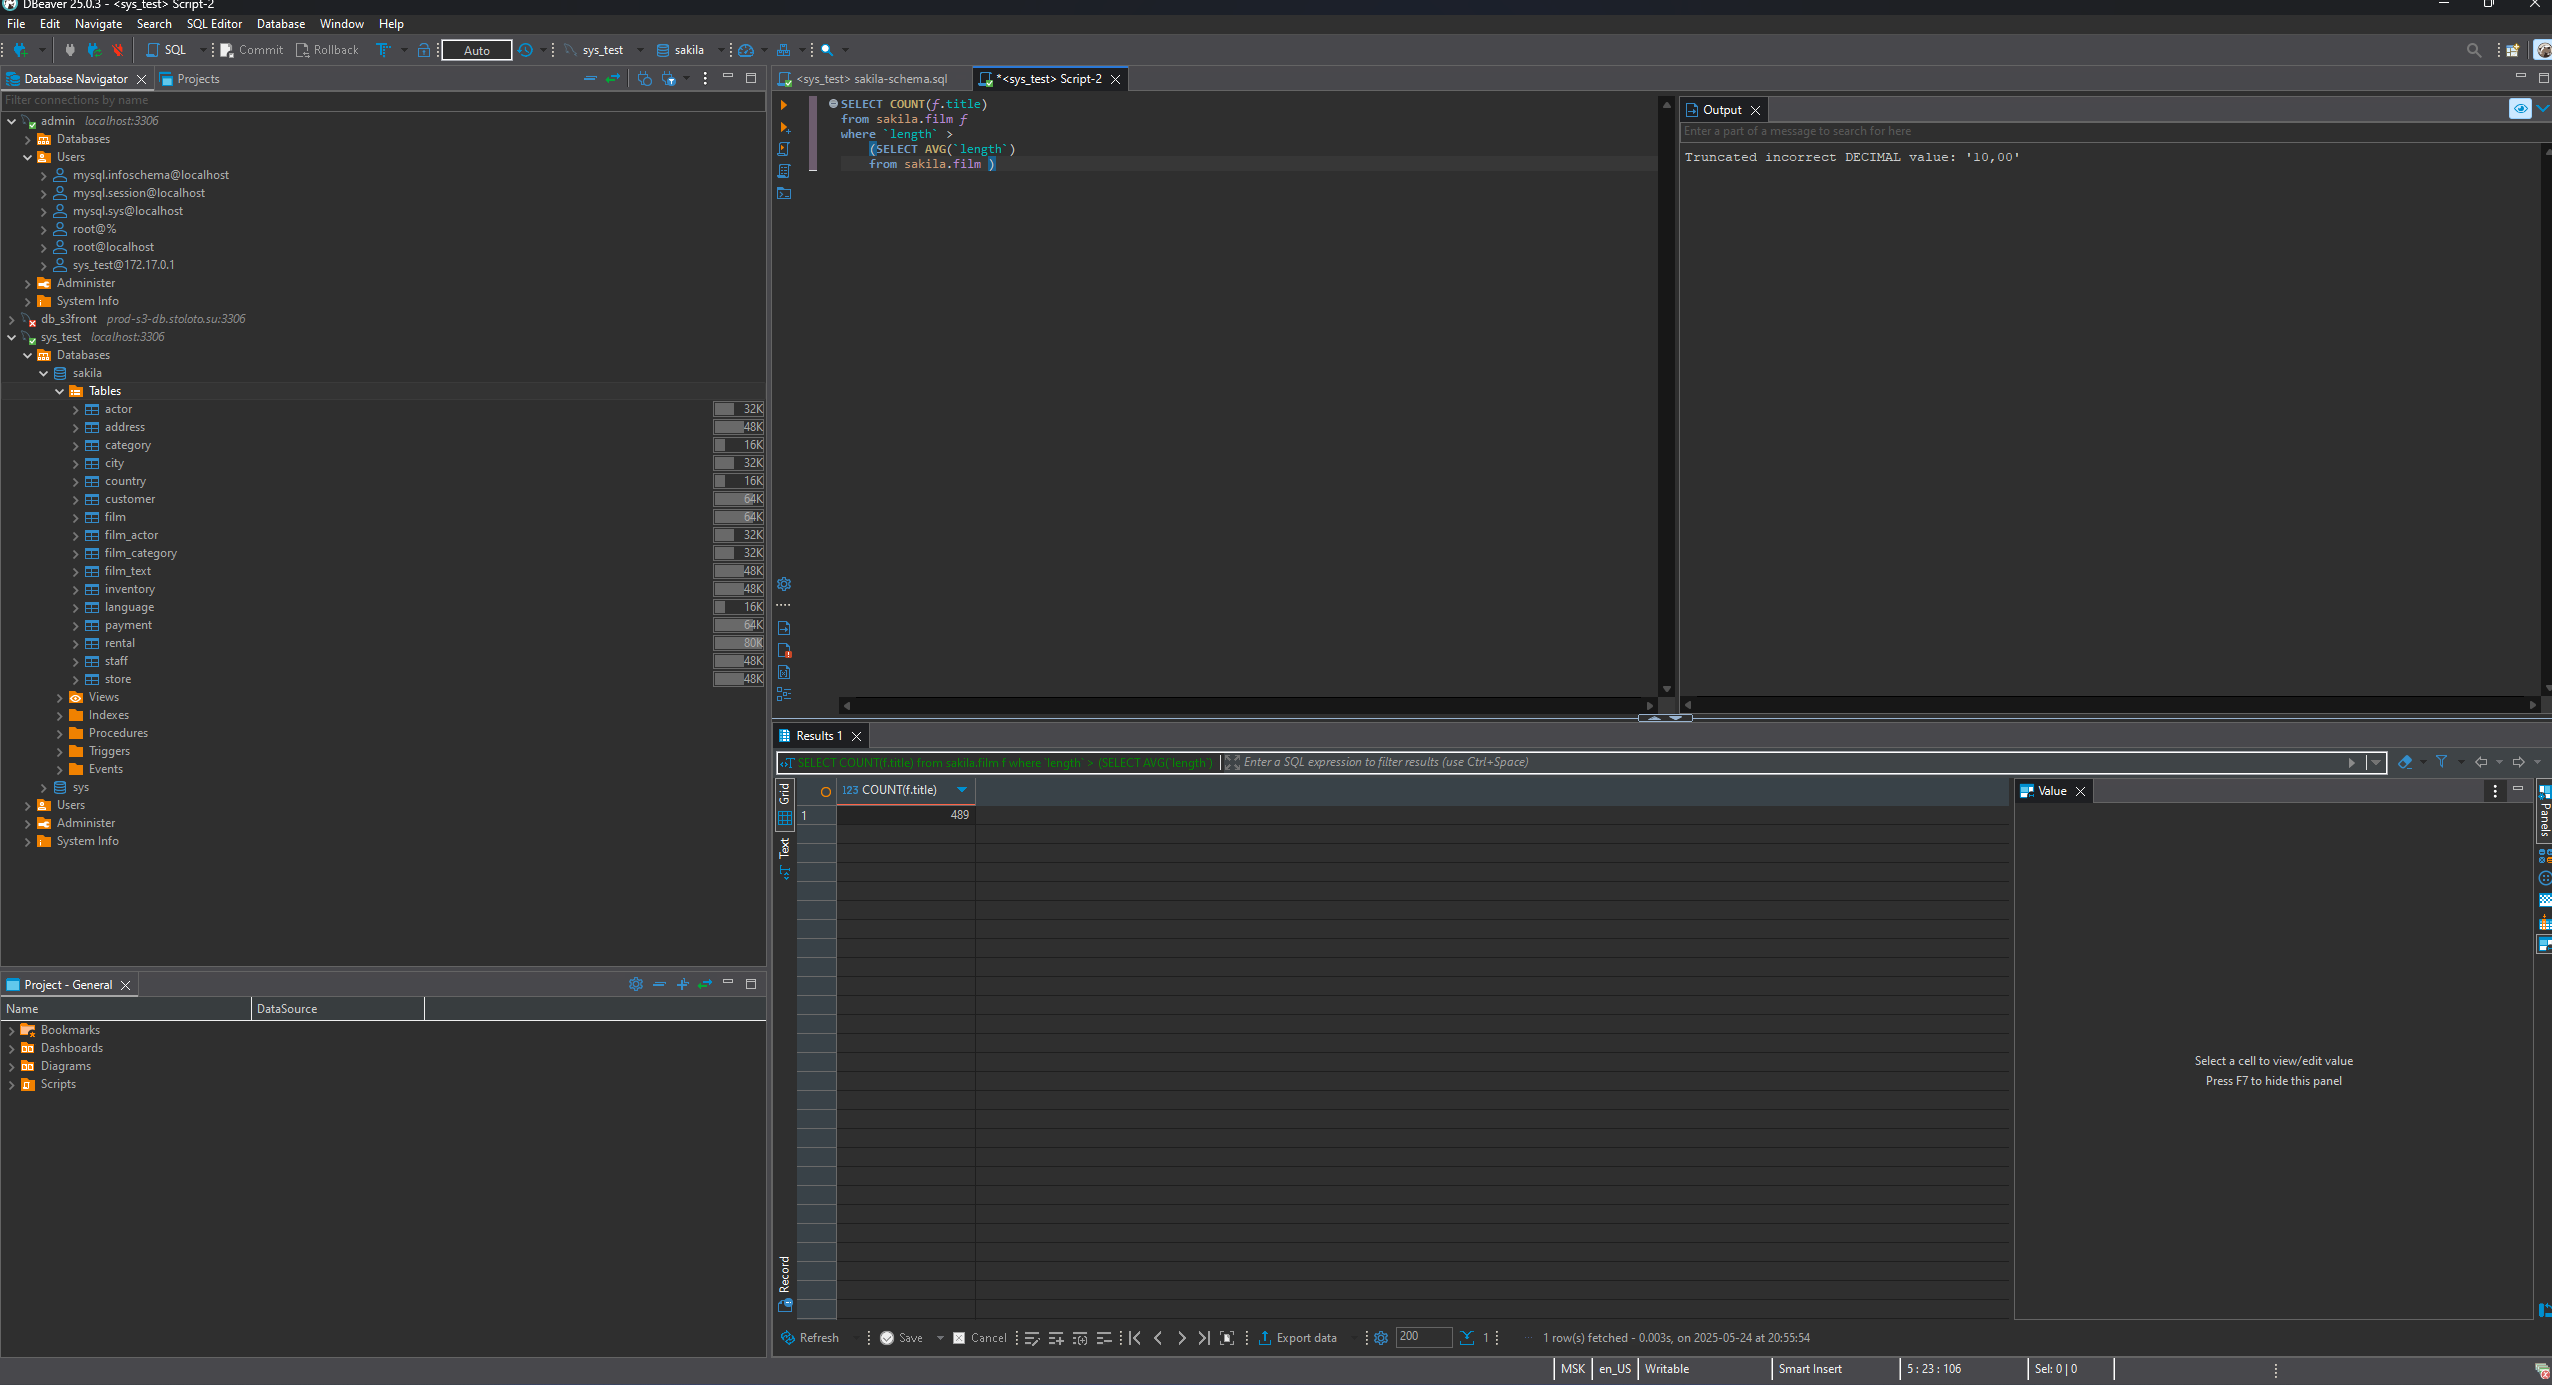 DBeaver 25.0.3 - <sys_test> Script-2
File Edit Navigate Search SQL Editor Database Window Help
SQL Commit Rollback Auto sys_test sakila
Database Navigator Projects
Filter connections by name
admin localhost:3306
Databases
Users
mysql.infoschema@localhost
mysql.session@localhost
mysql.sys@localhost
root@%
root@localhost
sys_test@172.17.0.1
Administer
System Info
db_s3front prod-s3-db.stoloto.su:3306
sys_test localhost:3306
Databases
sakila
Tables
actor 32K
address 48K
category 16K
city 32K
country 16K
customer 64K
film 64K
film_actor 32K
film_category 32K
film_text 48K
inventory 48K
language 16K
payment 64K
rental 80K
staff 48K
store 48K
Views
Indexes
Procedures
Triggers
Events
sys
Users
Administer
System Info
Project - General
Name DataSource
Bookmarks
Dashboards
Diagrams
Scripts
<sys_test> sakila-schema.sql *<sys_test> Script-2
SELECT COUNT(f.title)
from sakila.film f
where `length` >
(SELECT AVG(`length`)
from sakila.film )
Output
Enter a part of a message to search for here
Truncated incorrect DECIMAL value: '10,00'
Results 1
SELECT COUNT(f.title) from sakila.film f where `length` > (SELECT AVG(`length`) Enter a SQL expression to filter results (use Ctrl+Space)
Grid
Text
Record
123 COUNT(f.title)
1 489
Value
Panels
Select a cell to view/edit value
Press F7 to hide this panel
Refresh Save Cancel Export data 200 1 1 row(s) fetched - 0.003s, on 2025-05-24 at 20:55:54
MSK en_US Writable Smart Insert 5 : 23 : 106 Sel: 0 | 0